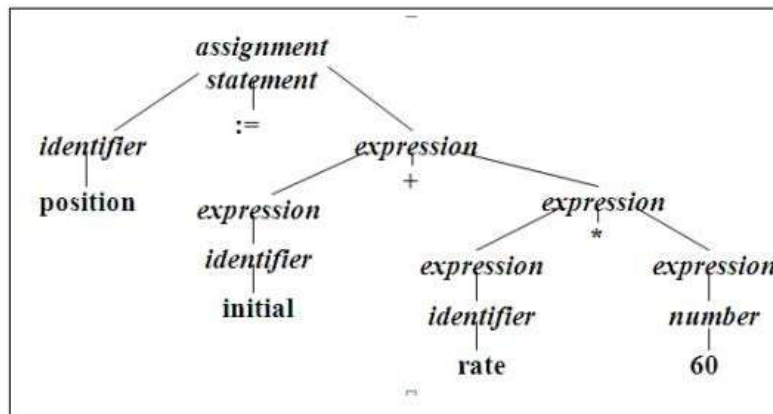 assignment
statement
:=
identifier
expression
position
+
expression
expression
*
identifier
expression
expression
initial
identifier
number
rate
60